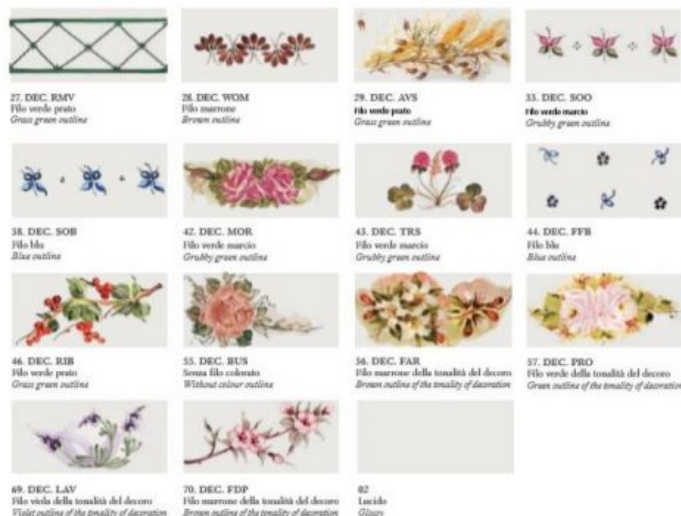 27. DEC. RMV
Filo verde prato
Grass green outline
28. DEC. WOM
Filo marrone
Brown outline
29. DEC. AVS
Filo verde prato
Grass green outline
33. DEC. SOO
Filo verde marcio
Grubby green outline
38. DEC. SOB
Filo blu
Blue outline
42. DEC. MOR
Filo verde marcio
Grubby green outline
43. DEC. TRS
Filo verde marcio
Grubby green outline
44. DEC. FFB
Filo blu
Blue outline
46. DEC. RIB
Filo verde prato
Grass green outline
55. DEC. BUS
Senza filo colorato
Without colour outline
56. DEC. FAR
Filo marrone della tonalità del decoro
Brown outline of the tonality of decoration
57. DEC. PRO
Filo verde della tonalità del decoro
Green outline of the tonality of decoration
69. DEC. LAV
Filo viola della tonalità del decoro
Violet outline of the tonality of decoration
70. DEC. FDP
Filo marrone della tonalità del decoro
Brown outline of the tonality of decoration
02
Lucido
Glossy